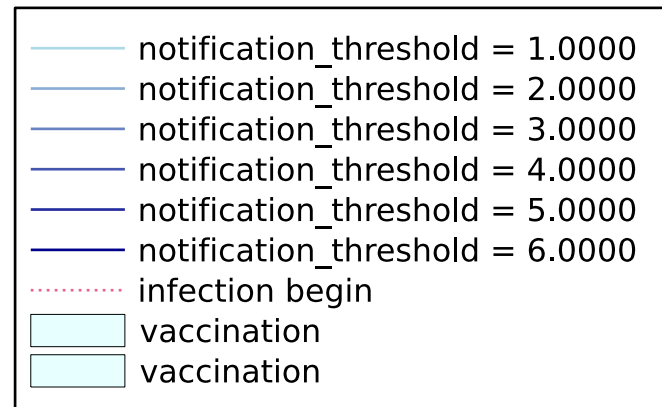 notification_threshold = 1.0000
notification_threshold = 2.0000
notification_threshold = 3.0000
notification_threshold = 4.0000
notification_threshold = 5.0000
notification_threshold = 6.0000
infection begin
vaccination
vaccination